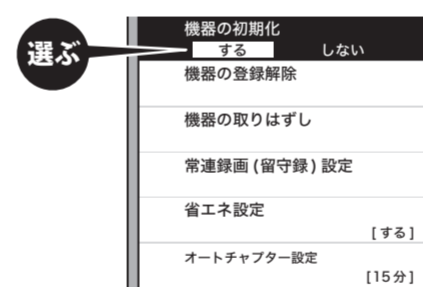 選ぶ
機器の初期化
する しない
機器の登録解除
機器の取りはずし
常連録画 (留守録) 設定
省エネ設定
[する]
オートチャプター設定
[15分]